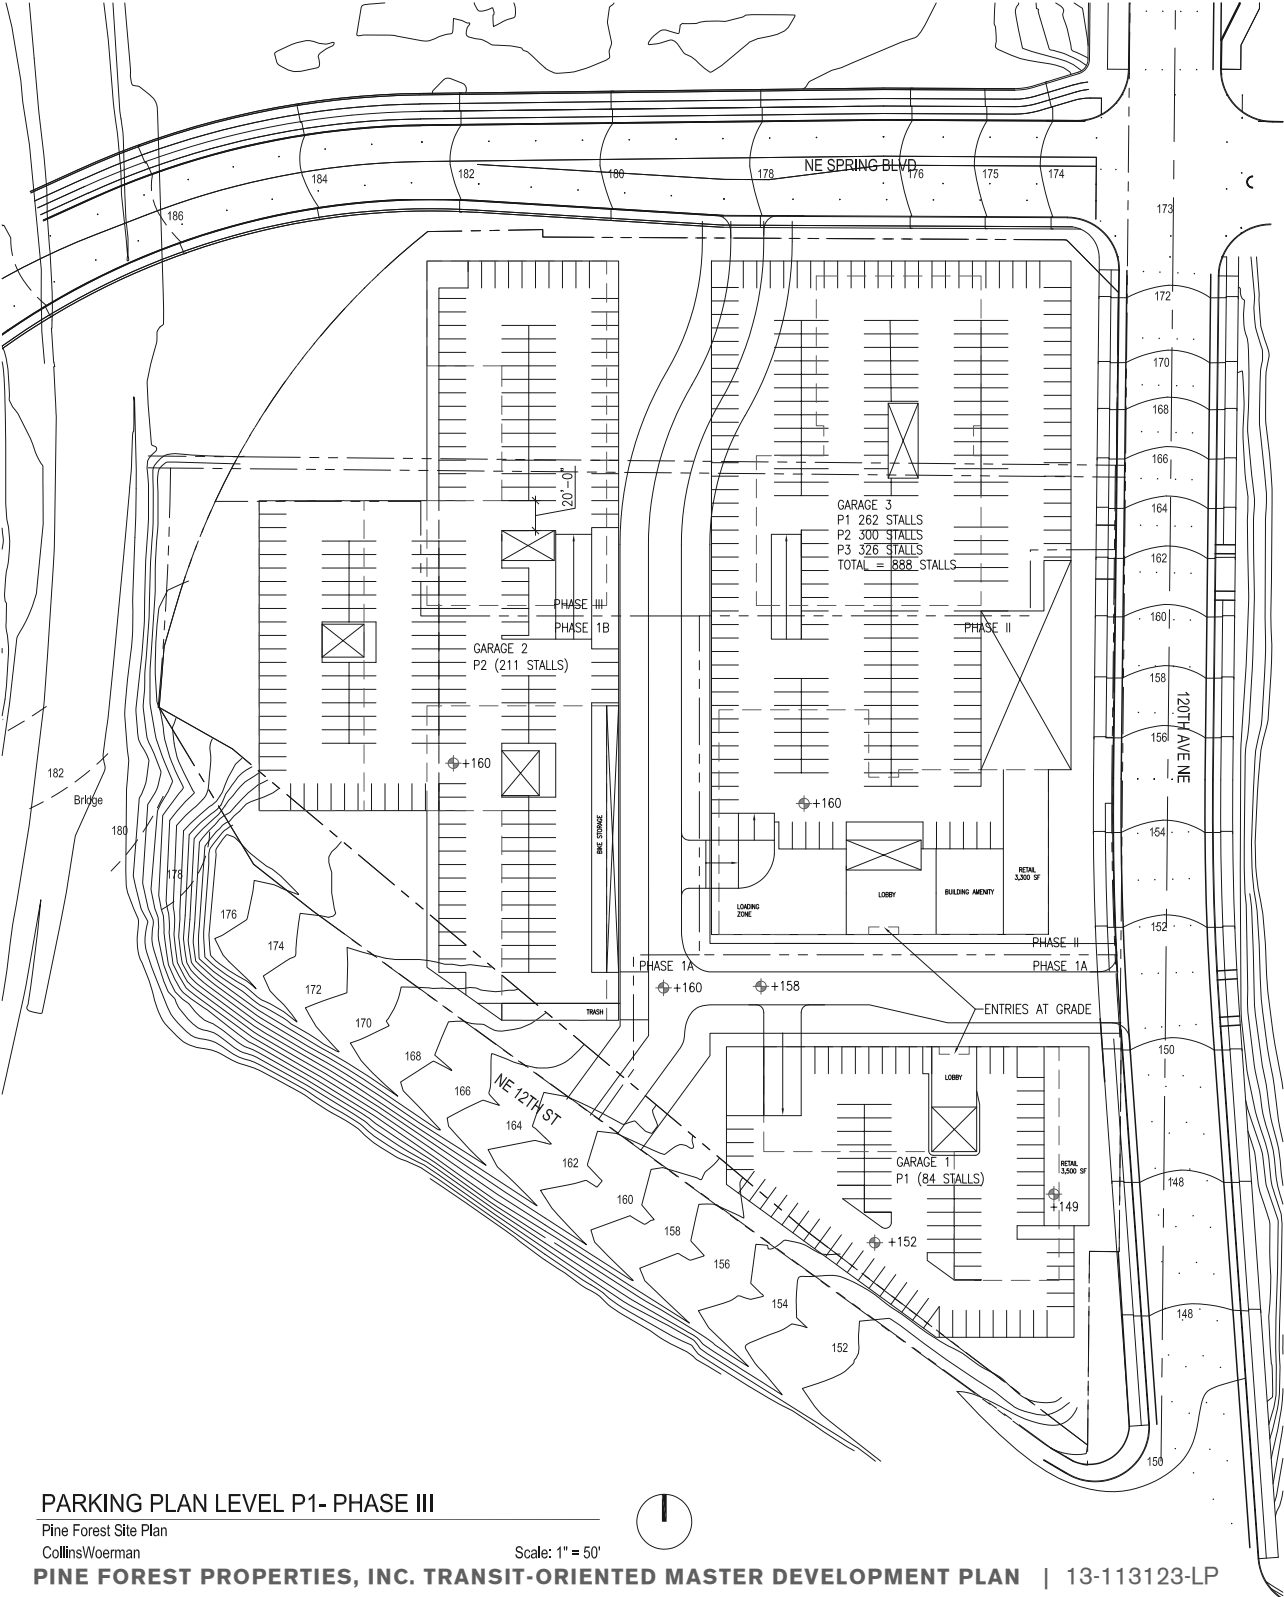 NE SPRING BLVD
186
184
182
180
178
176
175
174
173
172
170
168
166
164
162
160
158
156
154
152
150
148
148
150
120TH AVE NE
20'-0"
GARAGE 3
P1 262 STALLS
P2 300 STALLS
P3 326 STALLS
TOTAL = 888 STALLS
PHASE III
PHASE 1B
PHASE II
GARAGE 2
P2 (211 STALLS)
+160
+160
BIKE STORAGE
LOADING
ZONE
LOBBY
BUILDING AMENITY
RETAIL
3,300 SF
182
Bridge
180
178
176
174
172
170
168
166
164
162
160
158
156
154
152
PHASE II
PHASE 1A
PHASE 1A
+160
+158
TRASH
ENTRIES AT GRADE
NE 12TH ST
LOBBY
GARAGE 1
P1 (84 STALLS)
RETAIL
3,500 SF
+149
+152
PARKING PLAN LEVEL P1- PHASE III
Pine Forest Site Plan
CollinsWoerman
Scale: 1" = 50'
PINE FOREST PROPERTIES, INC. TRANSIT-ORIENTED MASTER DEVELOPMENT PLAN | 13-113123-LP